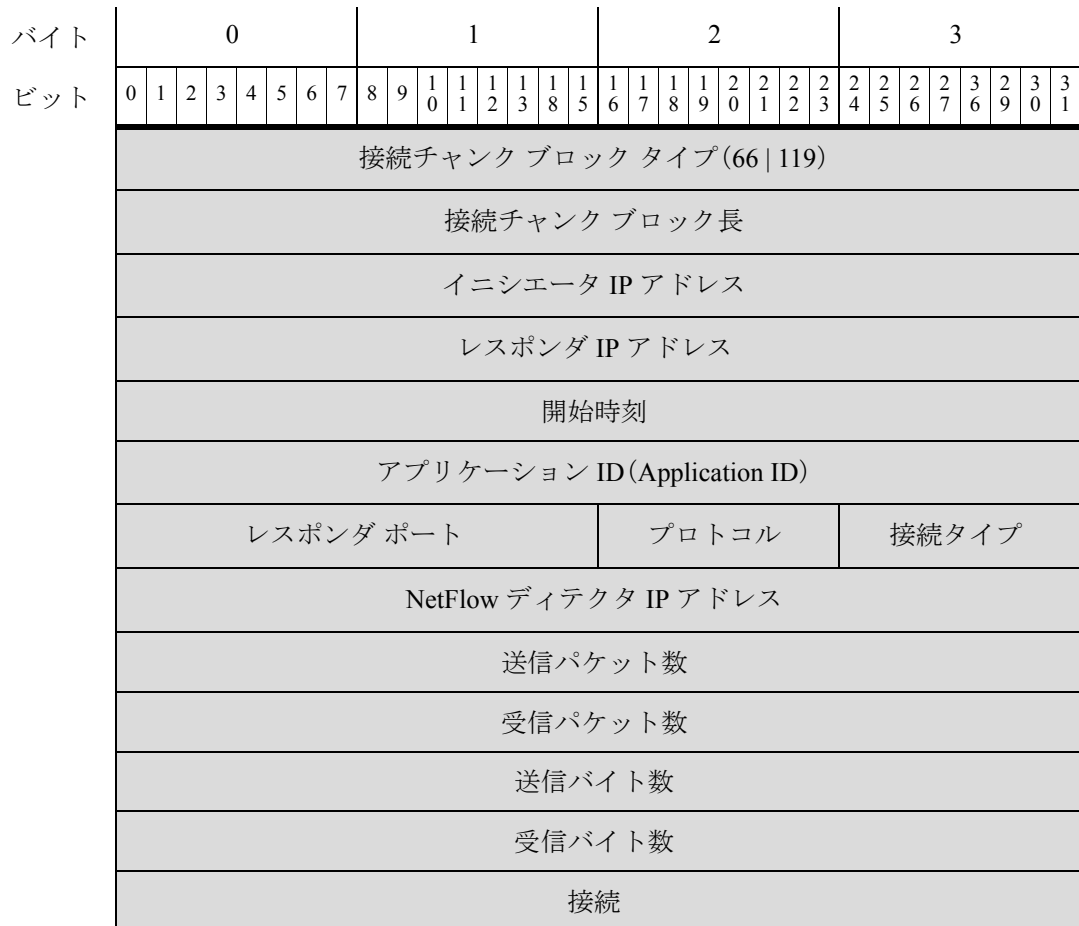 バイト 0 1 2 3
ビット 0 1 2 3 4 5 6 7 8 9 10 11 12 13 18 15 16 17 18 19 20 21 22 23 24 25 26 27 36 29 30 31
接続チャンク ブロック タイプ(66 | 119)
接続チャンク ブロック長
イニシエータ IP アドレス
レスポンダ IP アドレス
開始時刻
アプリケーション ID(Application ID)
レスポンダ ポート プロトコル 接続タイプ
NetFlow ディテクタ IP アドレス
送信パケット数
受信パケット数
送信バイト数
受信バイト数
接続